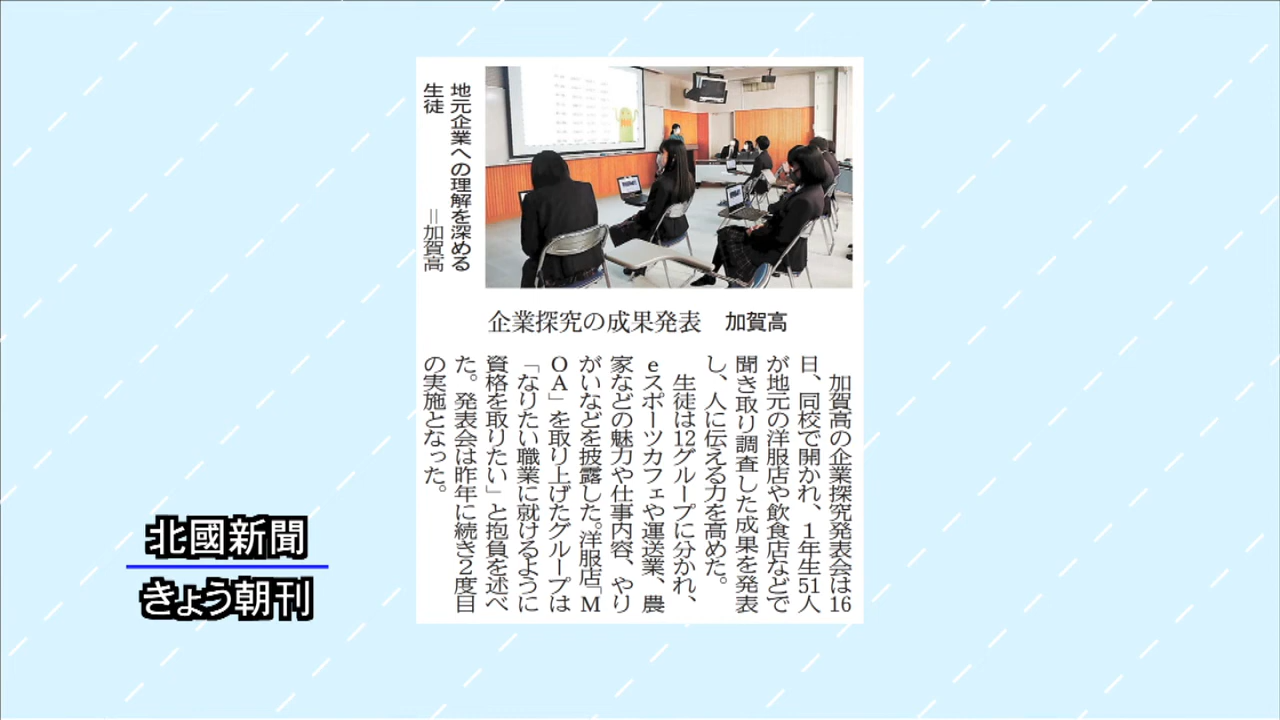 地元企業への理解を深める
生徒　＝加賀高
企業探究の成果発表　加賀高
加賀高の企業探究発表会は16
日、同校で開かれ、１年生51人
が地元の洋服店や飲食店などで
聞き取り調査した成果を発表
し、人に伝える力を高めた。
生徒は12グループに分かれ、
ｅスポーツカフェや運送業、農
家などの魅力や仕事内容、やり
がいなどを披露した。洋服店「Ｍ
ＯＡ」を取り上げたグループは
「なりたい職業に就けるように
資格を取りたい」と抱負を述べ
た。発表会は昨年に続き２度目
の実施となった。
北國新聞
きょう朝刊